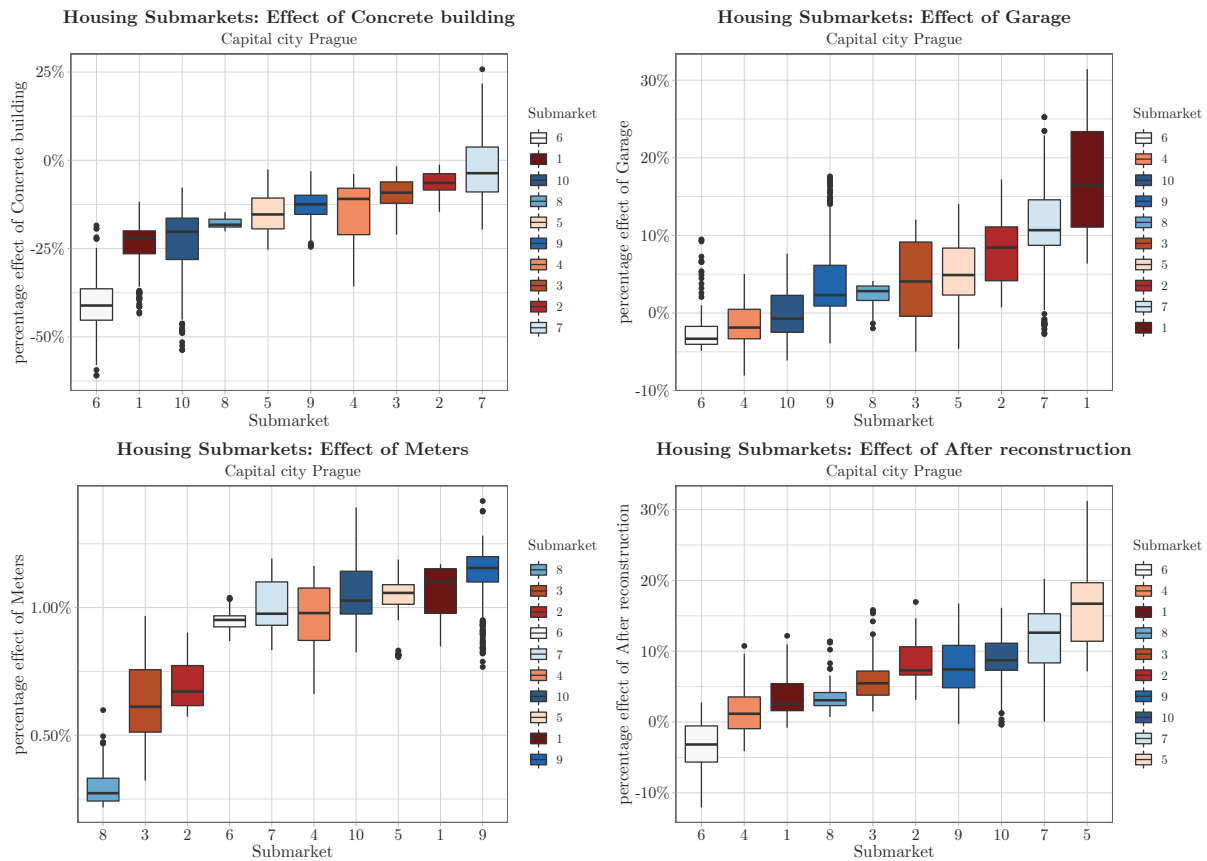 Housing Submarkets: Effect of Concrete building
Capital city Prague
percentage effect of Concrete building
25%
0%
-25%
-50%
6 1 10 8 5 9 4 3 2 7
Submarket
Submarket
6
1
10
8
5
9
4
3
2
7
Housing Submarkets: Effect of Garage
Capital city Prague
percentage effect of Garage
30%
20%
10%
0%
-10%
6 4 10 9 8 3 5 2 7 1
Submarket
Submarket
6
4
10
9
8
3
5
2
7
1
Housing Submarkets: Effect of Meters
Capital city Prague
percentage effect of Meters
1.00%
0.50%
8 3 2 6 7 4 10 5 1 9
Submarket
Submarket
8
3
2
6
7
4
10
5
1
9
Housing Submarkets: Effect of After reconstruction
Capital city Prague
percentage effect of After reconstruction
30%
20%
10%
0%
-10%
6 4 1 8 3 2 9 10 7 5
Submarket
Submarket
6
4
1
8
3
2
9
10
7
5